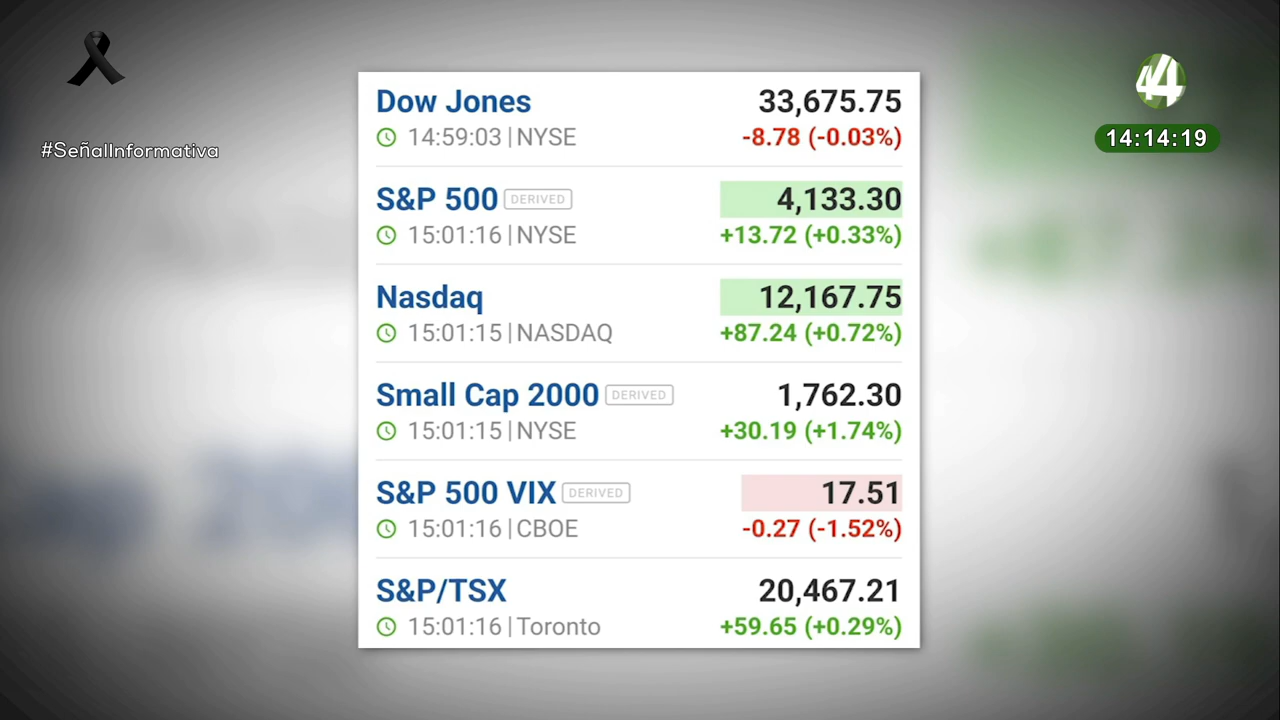 #SeñalInformativa
44
14:14:19
Dow Jones 33,675.75
14:59:03 | NYSE -8.78 (-0.03%)
S&P 500 DERIVED 4,133.30
15:01:16 | NYSE +13.72 (+0.33%)
Nasdaq 12,167.75
15:01:15 | NASDAQ +87.24 (+0.72%)
Small Cap 2000 DERIVED 1,762.30
15:01:15 | NYSE +30.19 (+1.74%)
S&P 500 VIX DERIVED 17.51
15:01:16 | CBOE -0.27 (-1.52%)
S&P/TSX 20,467.21
15:01:16 | Toronto +59.65 (+0.29%)